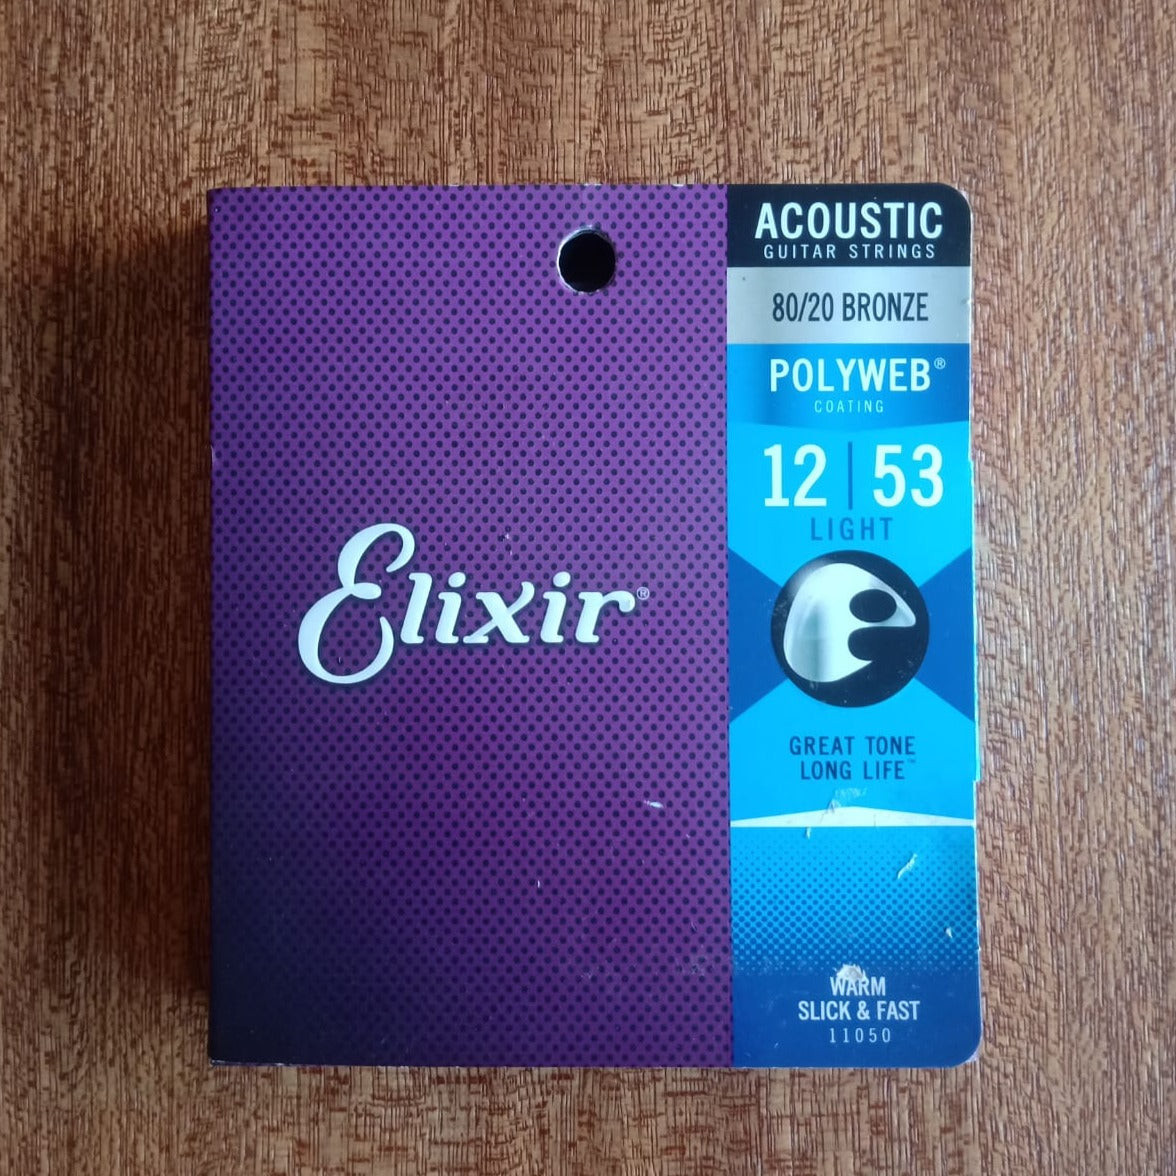 Elixir®
ACOUSTIC
GUITAR STRINGS
80/20 BRONZE
POLYWEB®
COATING
12 | 53
LIGHT
GREAT TONE
LONG LIFE™
WARM
SLICK & FAST
11050